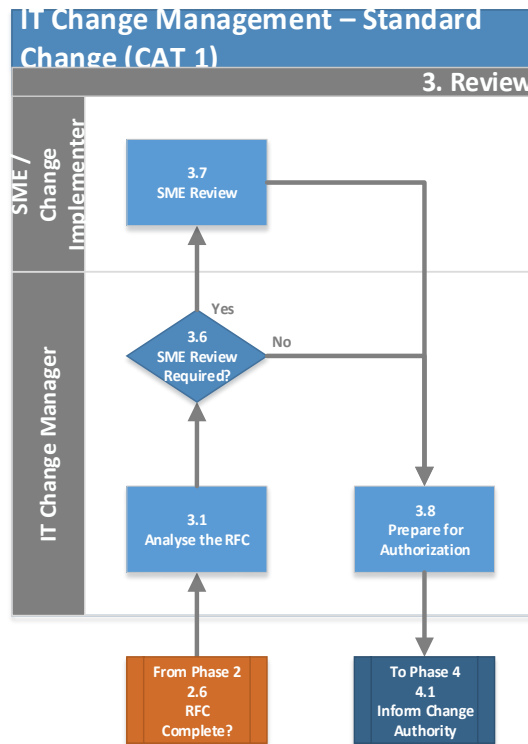 IT Change Management – Standard
Change (CAT 1)
3. Review
SME /
Change
Implementer
3.7
SME Review
Yes
3.6
SME Review
Required?
No
IT Change Manager
3.1
Analyse the RFC
3.8
Prepare for
Authorization
From Phase 2
2.6
RFC
Complete?
To Phase 4
4.1
Inform Change
Authority